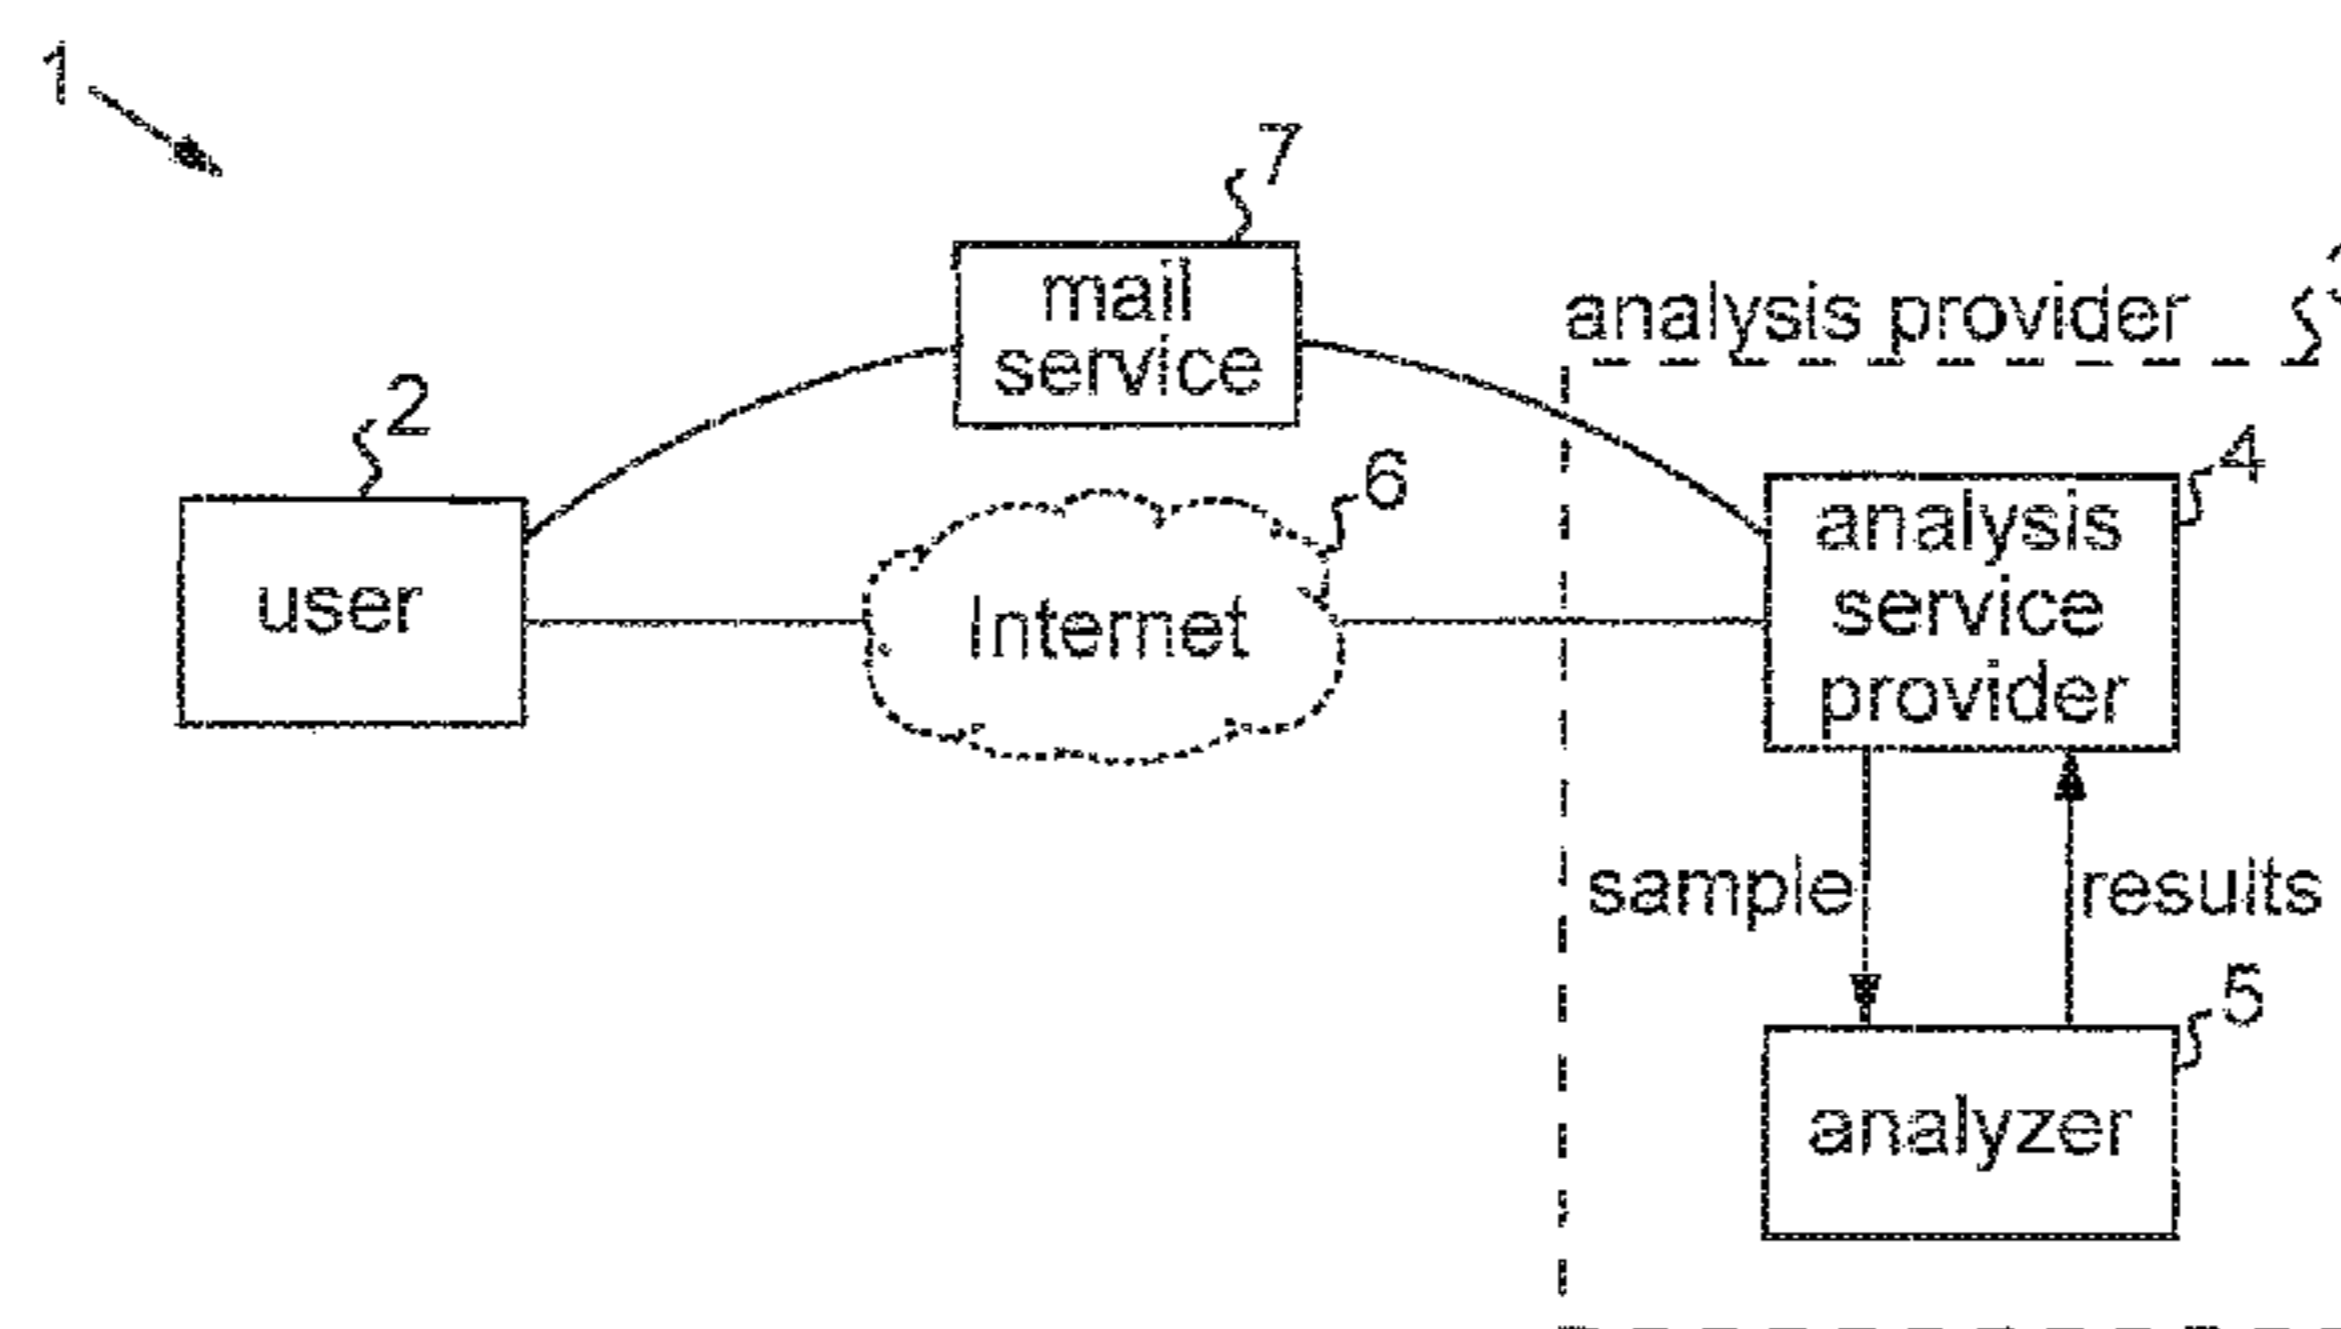 1
7
mail
service
analysis provider
2
6
4
user
Internet
analysis
service
provider
sample
results
5
analyzer